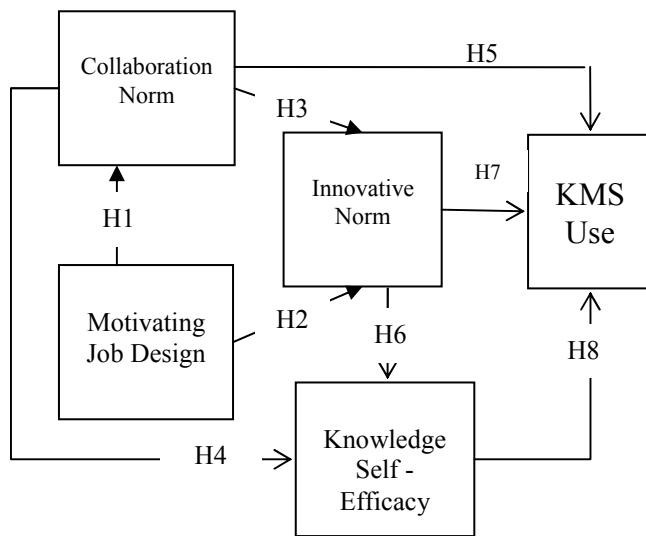 Collaboration
Norm
H5
H3
Innovative
Norm
H7
KMS
Use
H1
Motivating
Job Design
H2
H6
H8
H4
Knowledge
Self -
Efficacy